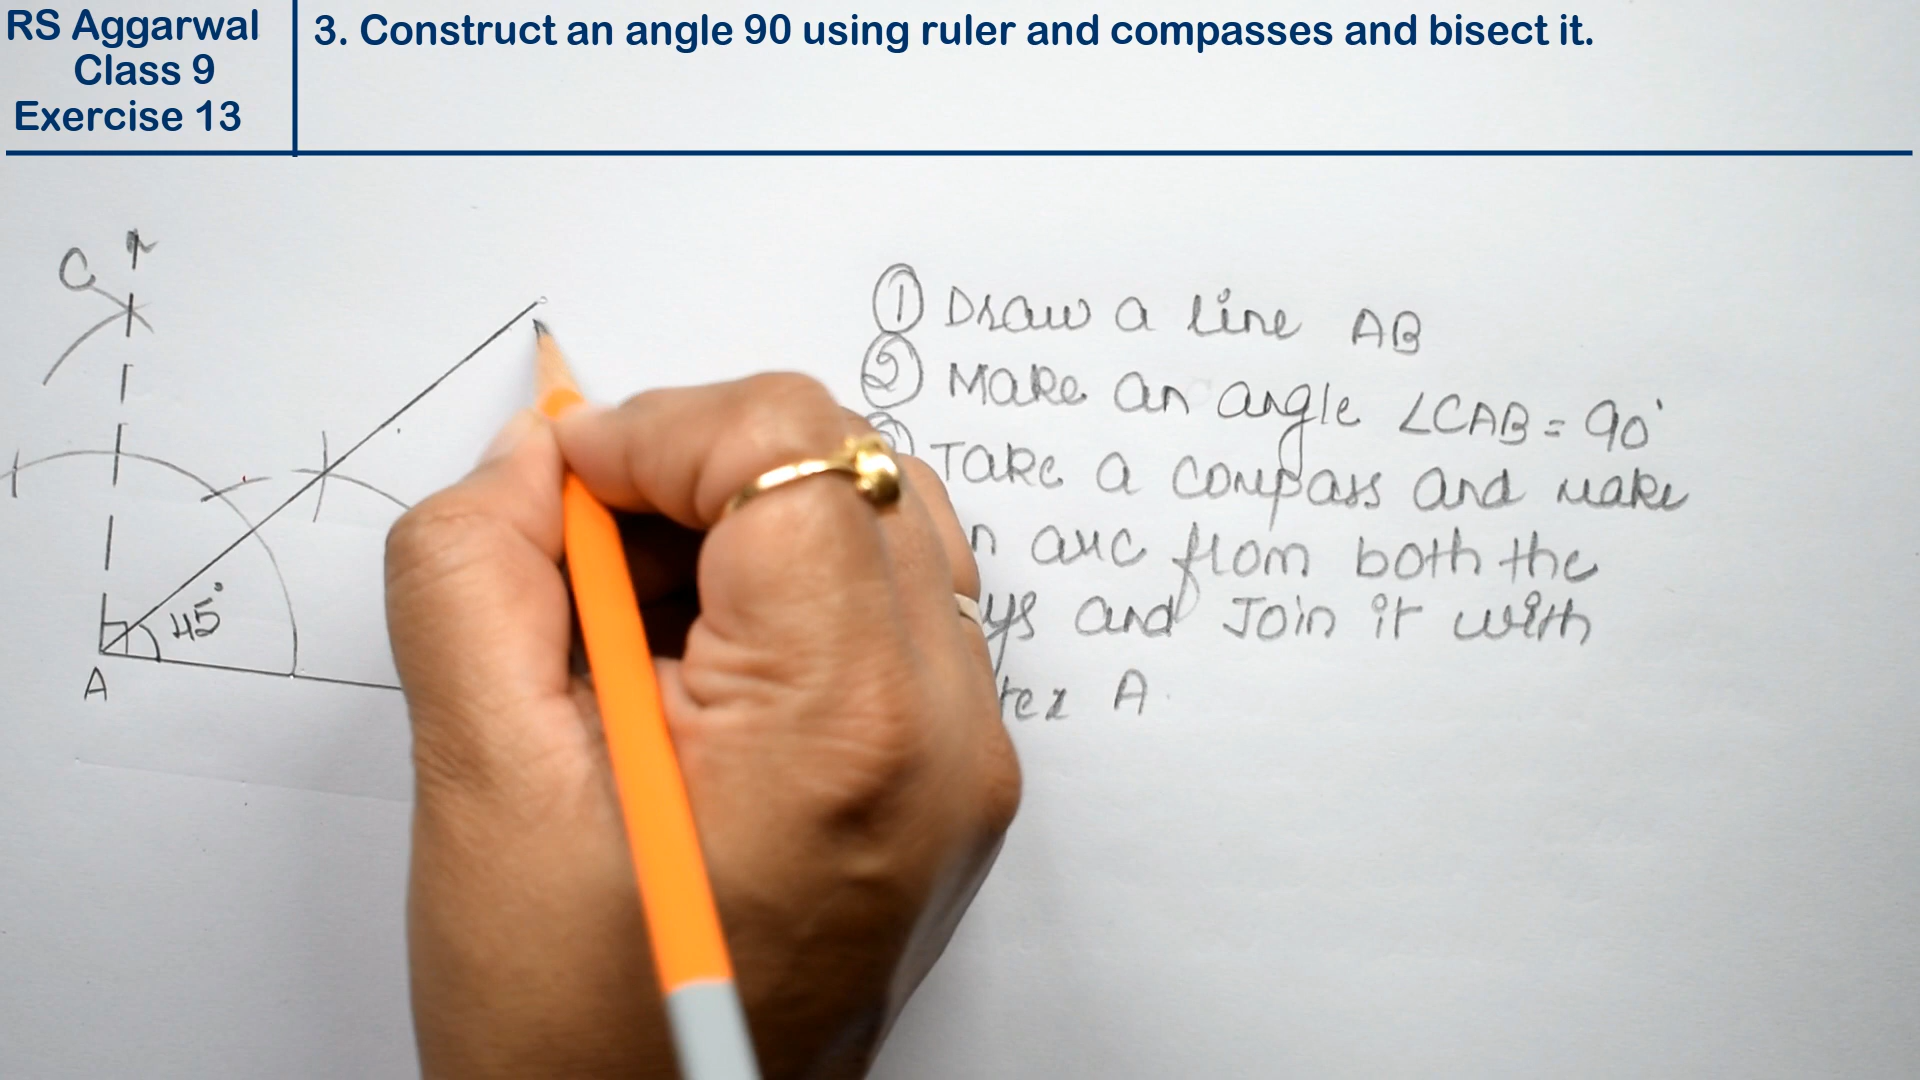 RS Aggarwal
Class 9
Exercise 13
3. Construct an angle 90 using ruler and compasses and bisect it.
C
45°
A
① Draw a line AB
② Make an angle ∠CAB = 90°
Take a compass and make
arc from both the
and Join it with
A.